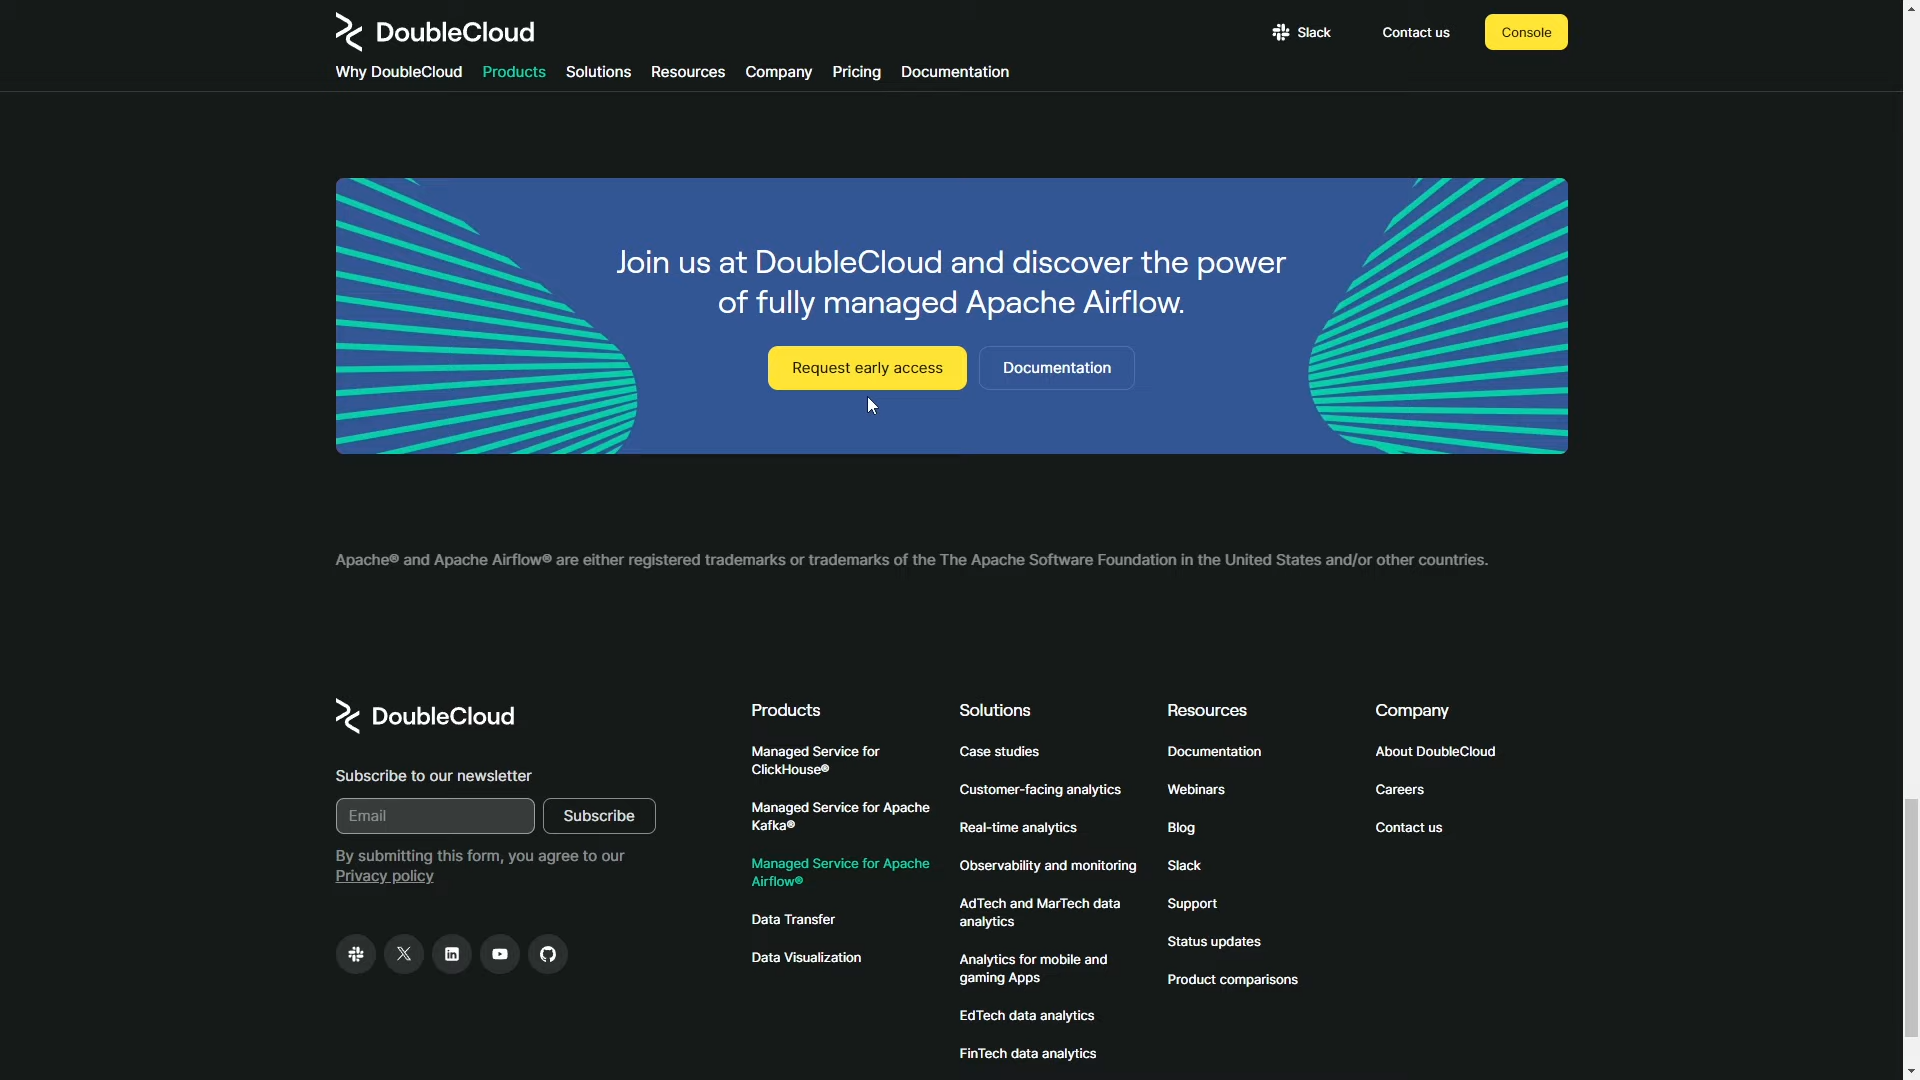 DoubleCloud
Slack
Contact us
Console
Why DoubleCloud
Products
Solutions
Resources
Company
Pricing
Documentation
Join us at DoubleCloud and discover the power
of fully managed Apache Airflow.
Request early access
Documentation
Apache® and Apache Airflow® are either registered trademarks or trademarks of the The Apache Software Foundation in the United States and/or other countries.
DoubleCloud
Subscribe to our newsletter
Email
Subscribe
By submitting this form, you agree to our
Privacy policy
Products
Managed Service for
ClickHouse®
Managed Service for Apache
Kafka®
Managed Service for Apache
Airflow®
Data Transfer
Data Visualization
Solutions
Case studies
Customer-facing analytics
Real-time analytics
Observability and monitoring
AdTech and MarTech data
analytics
Analytics for mobile and
gaming Apps
EdTech data analytics
FinTech data analytics
Resources
Documentation
Webinars
Blog
Slack
Support
Status updates
Product comparisons
Company
About DoubleCloud
Careers
Contact us